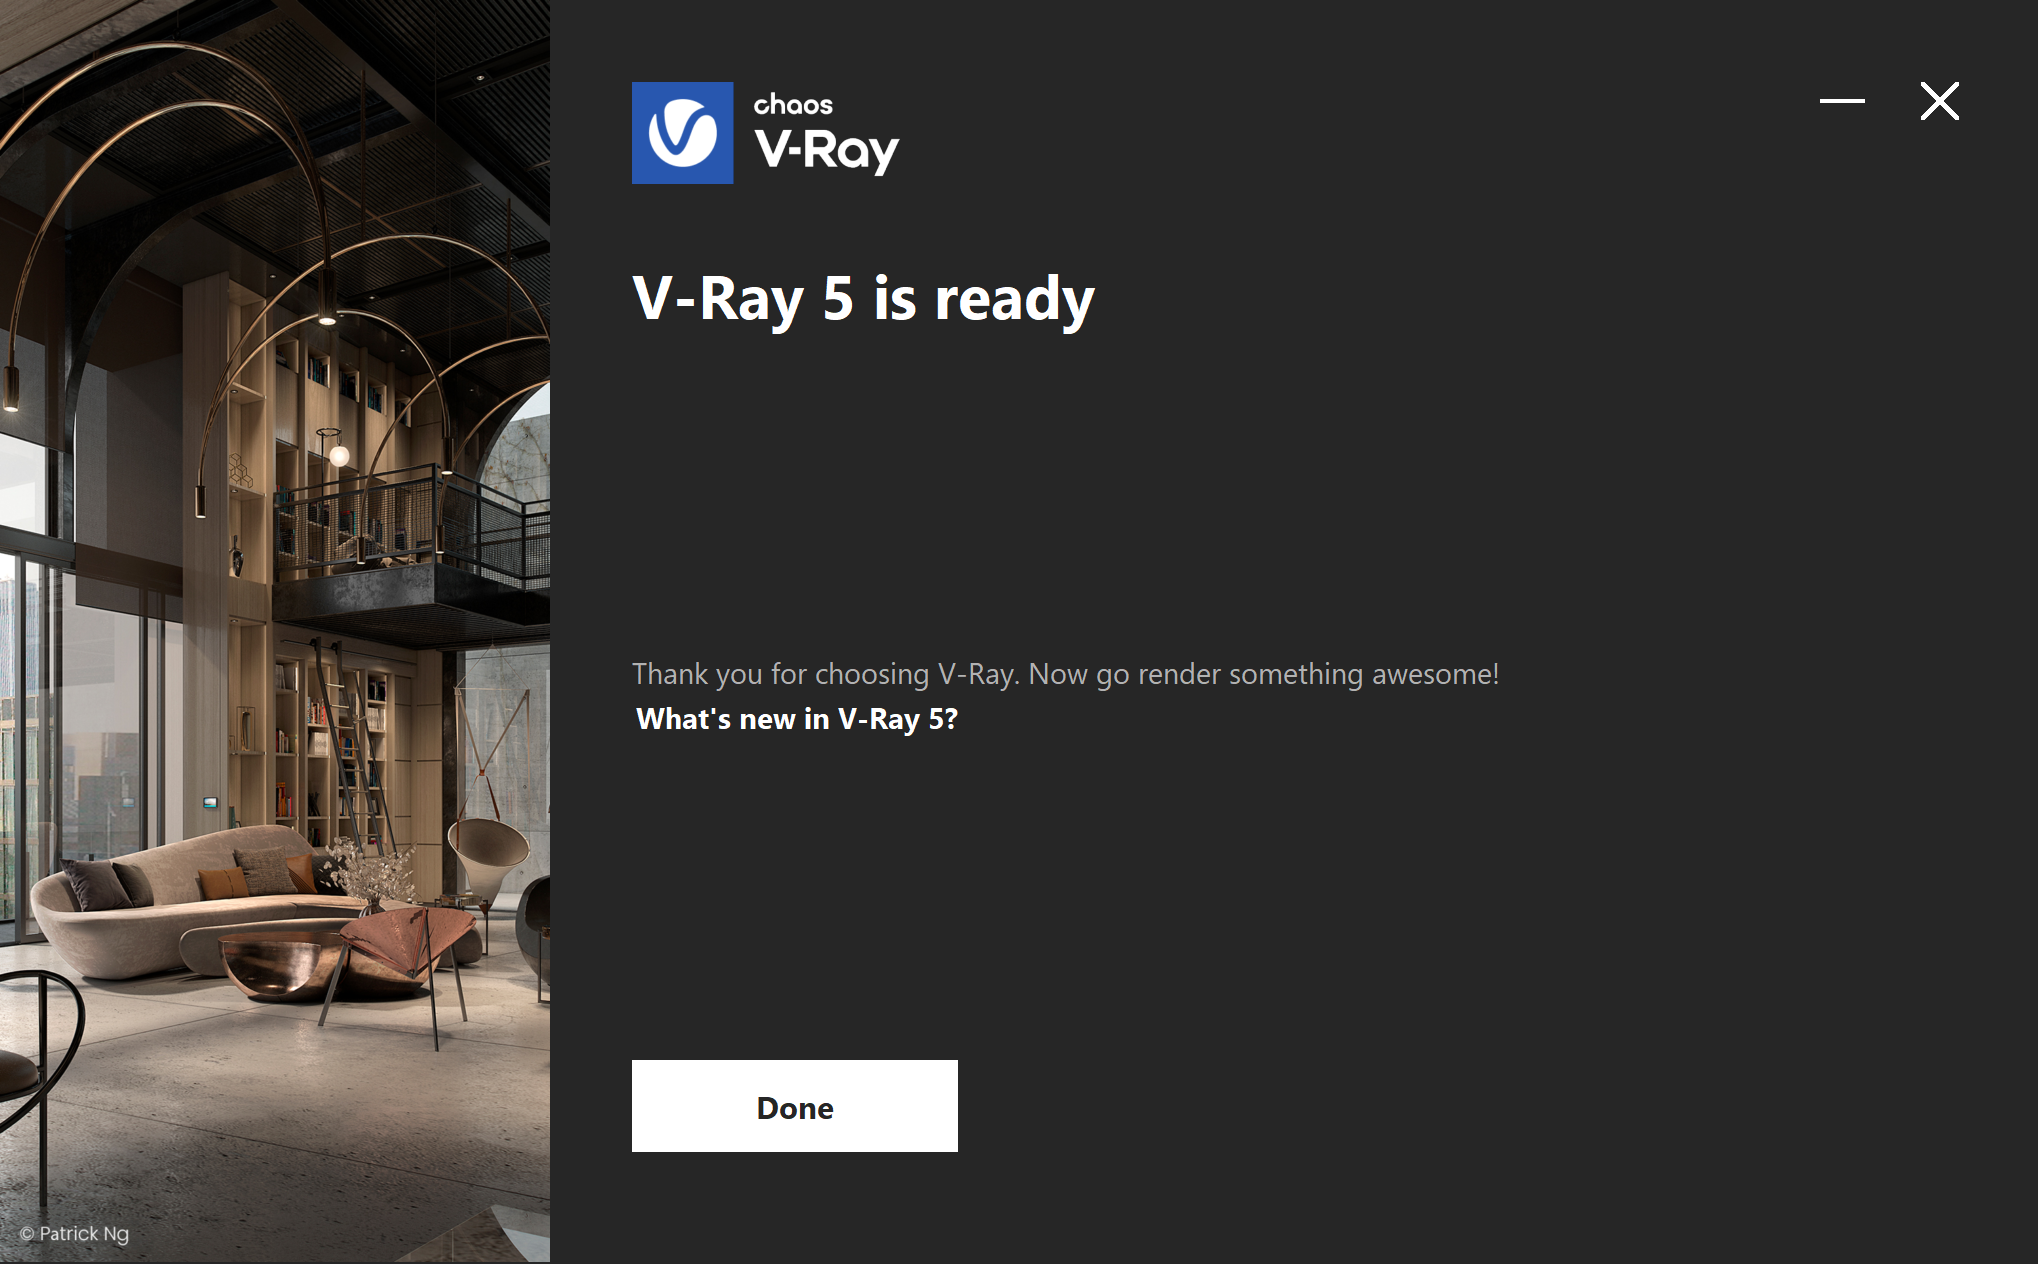 chaos
V-Ray
V-Ray 5 is ready
Thank you for choosing V-Ray. Now go render something awesome!
What's new in V-Ray 5?
Done
© Patrick Ng